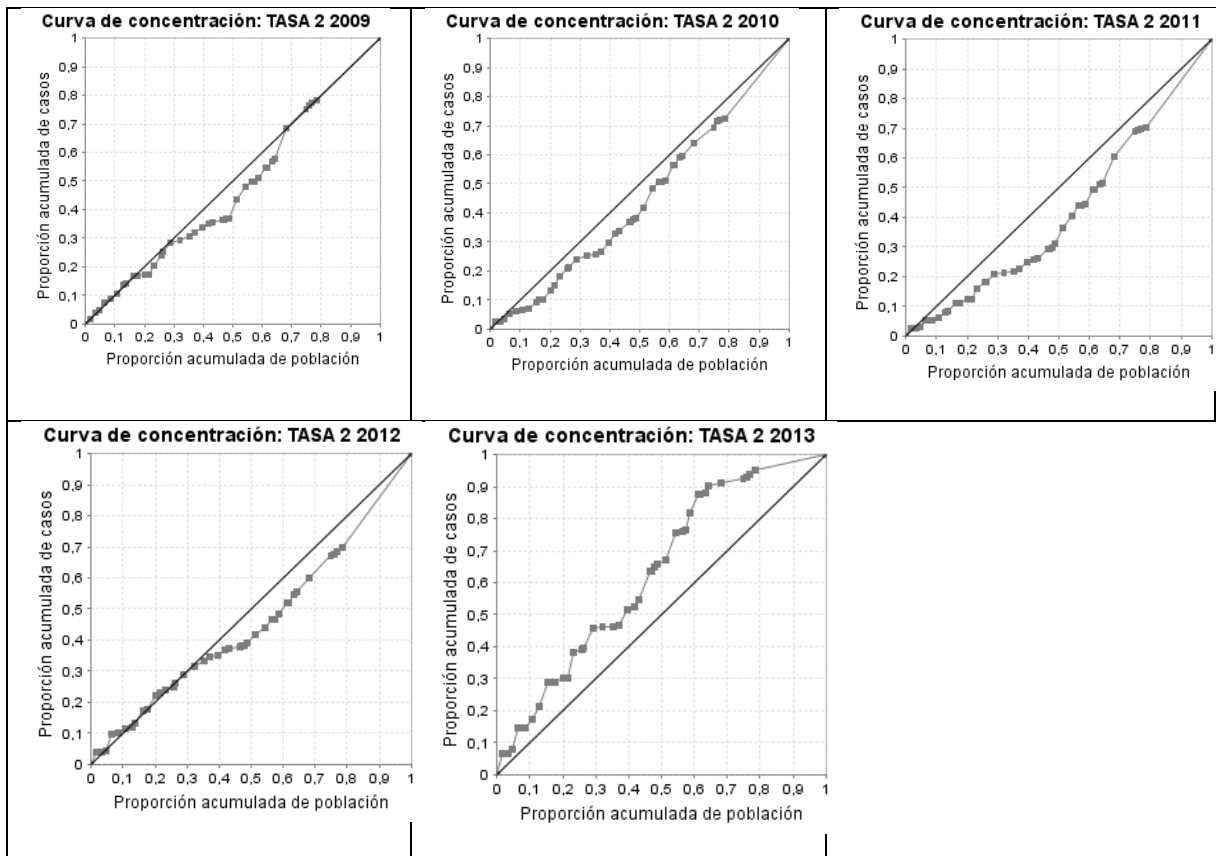 Curva de concentración: TASA 2 2009
Proporción acumulada de casos
1
0,9
0,8
0,7
0,6
0,5
0,4
0,3
0,2
0,1
0
0 0,1 0,2 0,3 0,4 0,5 0,6 0,7 0,8 0,9 1
Proporción acumulada de población
Curva de concentración: TASA 2 2010
Proporción acumulada de casos
1
0,9
0,8
0,7
0,6
0,5
0,4
0,3
0,2
0,1
0
0 0,1 0,2 0,3 0,4 0,5 0,6 0,7 0,8 0,9 1
Proporción acumulada de población
Curva de concentración: TASA 2 2011
Proporción acumulada de casos
1
0,9
0,8
0,7
0,6
0,5
0,4
0,3
0,2
0,1
0
0 0,1 0,2 0,3 0,4 0,5 0,6 0,7 0,8 0,9 1
Proporción acumulada de población
Curva de concentración: TASA 2 2012
Proporción acumulada de casos
1
0,9
0,8
0,7
0,6
0,5
0,4
0,3
0,2
0,1
0
0 0,1 0,2 0,3 0,4 0,5 0,6 0,7 0,8 0,9 1
Proporción acumulada de población
Curva de concentración: TASA 2 2013
Proporción acumulada de casos
1
0,9
0,8
0,7
0,6
0,5
0,4
0,3
0,2
0,1
0
0 0,1 0,2 0,3 0,4 0,5 0,6 0,7 0,8 0,9 1
Proporción acumulada de población